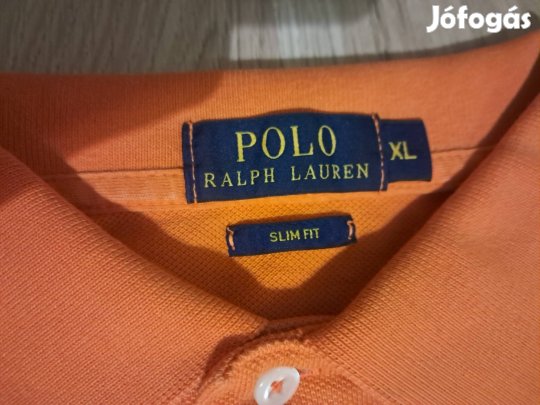 Jófogás
POLO
RALPH LAUREN
XL
SLIM FIT